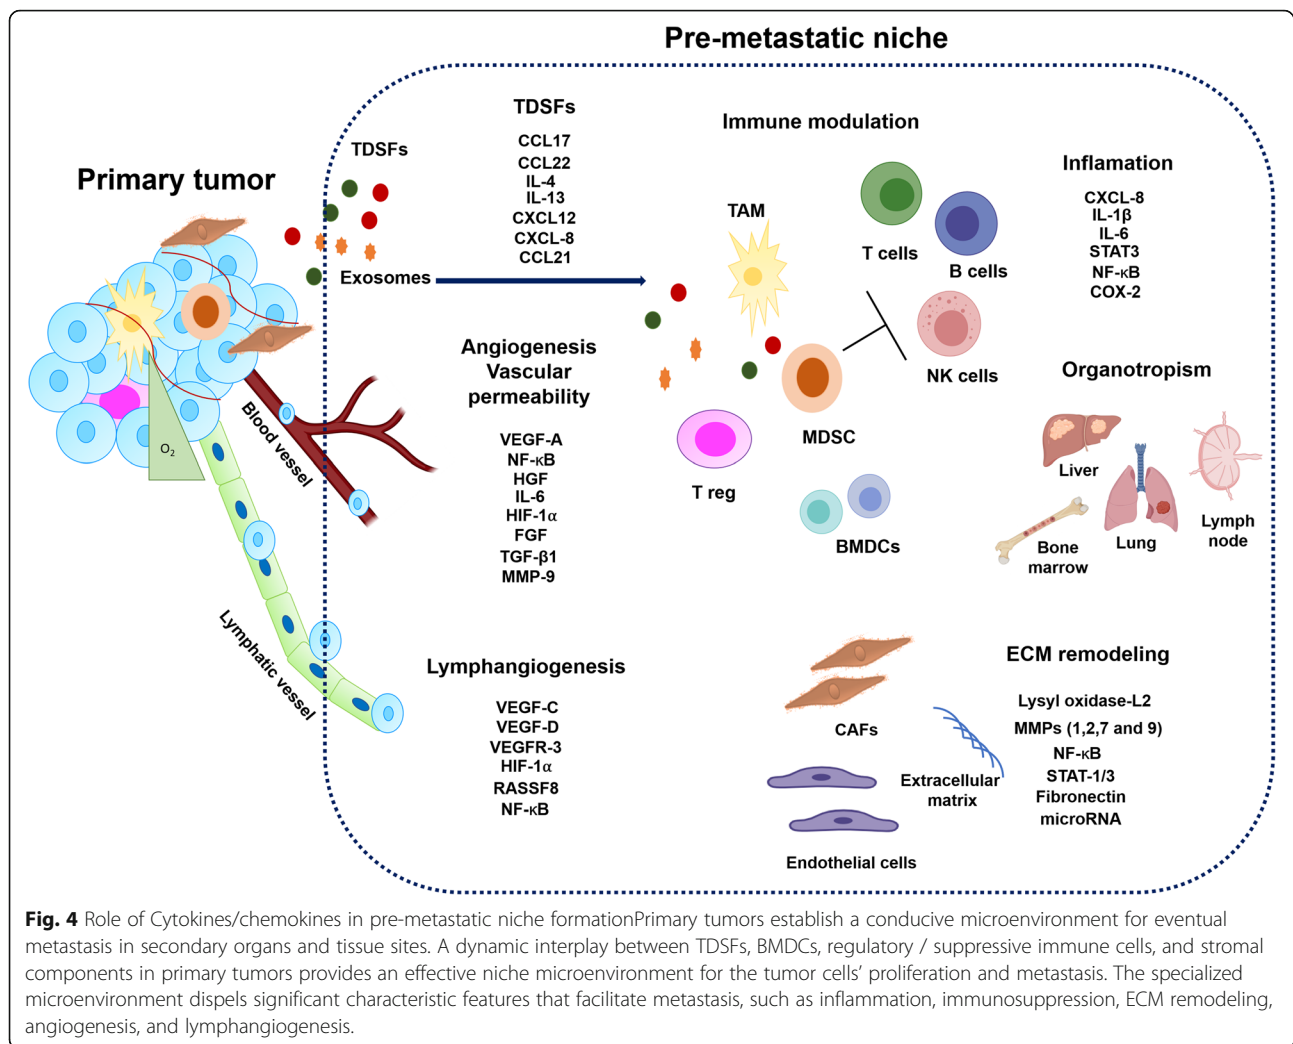 Pre-metastatic niche
Primary tumor
TDSFs
Exosomes
O2
Blood vessel
Lymphatic vessel
TDSFs
CCL17
CCL22
IL-4
IL-13
CXCL12
CXCL-8
CCL21
Angiogenesis
Vascular
permeability
VEGF-A
NF-κB
HGF
IL-6
HIF-1α
FGF
TGF-β1
MMP-9
Lymphangiogenesis
VEGF-C
VEGF-D
VEGFR-3
HIF-1α
RASSF8
NF-κB
Immune modulation
TAM
T cells
B cells
NK cells
MDSC
T reg
BMDCs
Inflamation
CXCL-8
IL-1β
IL-6
STAT3
NF-κB
COX-2
Organotropism
Liver
Lung
Lymph
node
Bone
marrow
CAFs
Extracellular
matrix
Endothelial cells
ECM remodeling
Lysyl oxidase-L2
MMPs (1,2,7 and 9)
NF-κB
STAT-1/3
Fibronectin
microRNA
Fig. 4 Role of Cytokines/chemokines in pre-metastatic niche formationPrimary tumors establish a conducive microenvironment for eventual
metastasis in secondary organs and tissue sites. A dynamic interplay between TDSFs, BMDCs, regulatory / suppressive immune cells, and stromal
components in primary tumors provides an effective niche microenvironment for the tumor cells' proliferation and metastasis. The specialized
microenvironment dispels significant characteristic features that facilitate metastasis, such as inflammation, immunosuppression, ECM remodeling,
angiogenesis, and lymphangiogenesis.